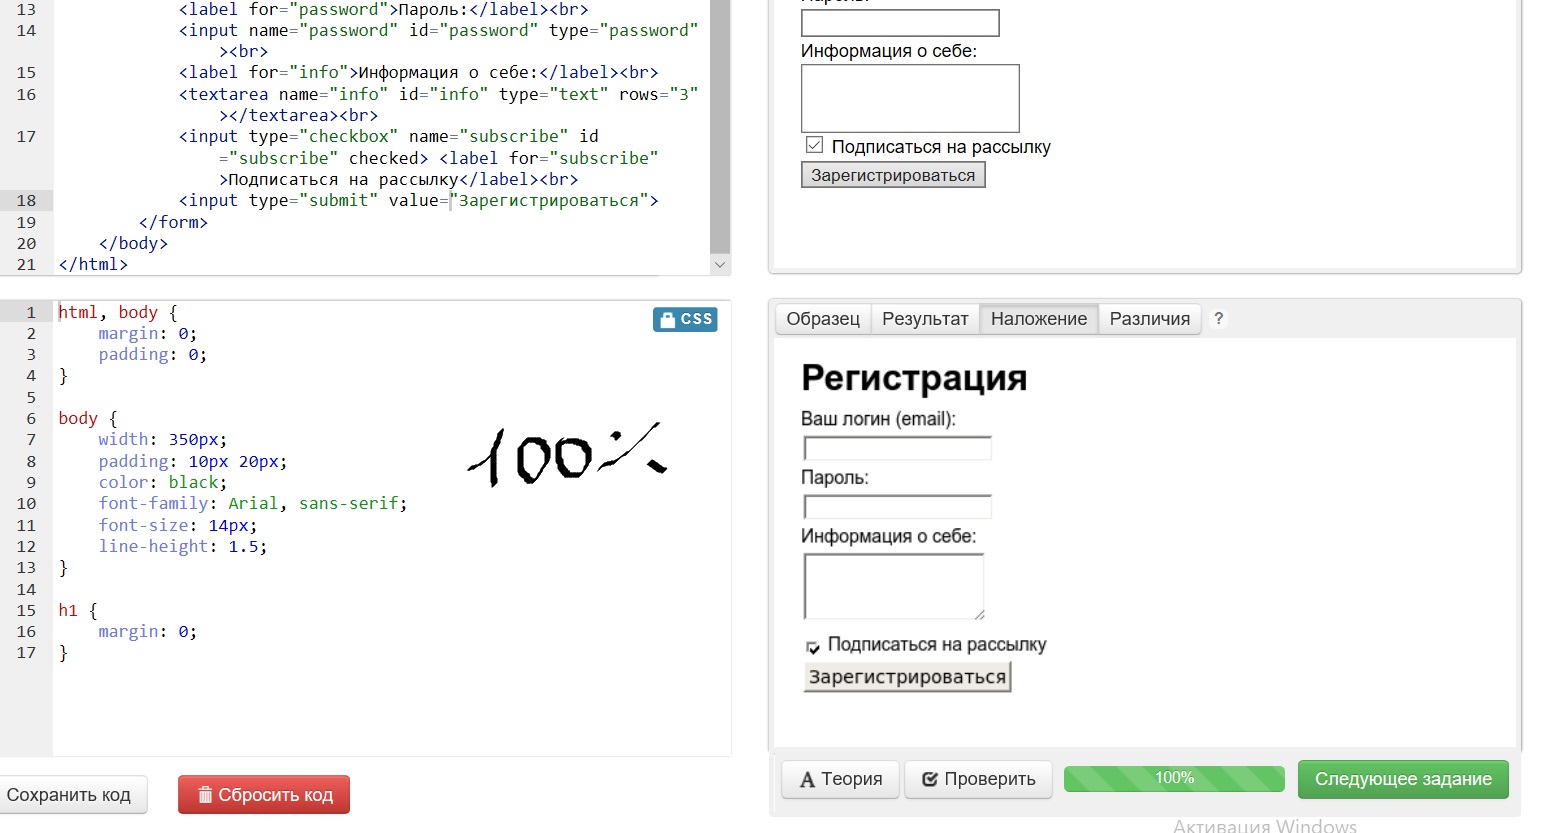 13 <label for="password">Пароль:</label><br>
14 <input name="password" id="password" type="password"
><br>
15 <label for="info">Информация о себе:</label><br>
16 <textarea name="info" id="info" type="text" rows="3"
></textarea><br>
17 <input type="checkbox" name="subscribe" id
="subscribe" checked> <label for="subscribe"
>Подписаться на рассылку</label><br>
18 <input type="submit" value="Зарегистрироваться">
19 </form>
20 </body>
21 </html>
Информация о себе:
Подписаться на рассылку
Зарегистрироваться
CSS
1 html, body {
2 margin: 0;
3 padding: 0;
4 }
5
6 body {
7 width: 350px;
8 padding: 10px 20px;
9 color: black;
10 font-family: Arial, sans-serif;
11 font-size: 14px;
12 line-height: 1.5;
13 }
14
15 h1 {
16 margin: 0;
17 }
100%
Образец Результат Наложение Различия ?
Регистрация
Ваш логин (email):
Пароль:
Информация о себе:
Подписаться на рассылку
Зарегистрироваться
Сохранить код Сбросить код
Теория Проверить 100% Следующее задание
Активация Windows